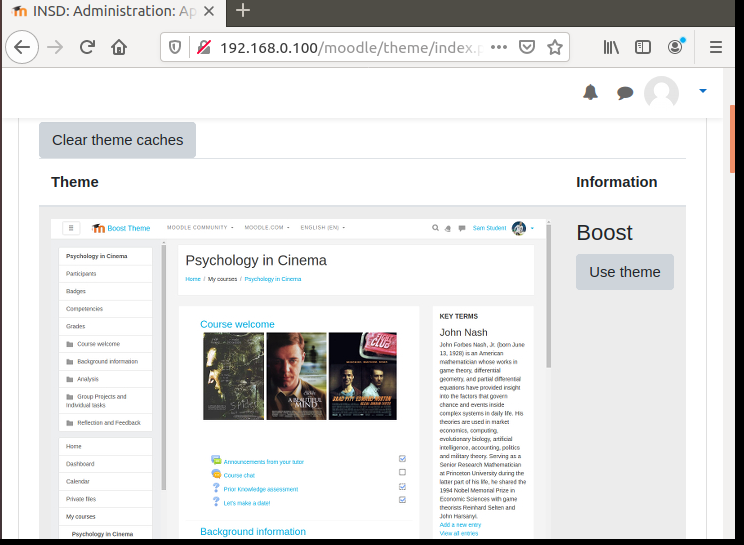 INSD: Administration: Ap
192.168.0.100/moodle/theme/index.p
Clear theme caches
Theme
Information
Boost Theme
MOODLE COMMUNITY
MOODLE.COM
ENGLISH (EN)
Sam Student
Boost
Use theme
Psychology in Cinema
Participants
Badges
Competencies
Grades
Course welcome
Background information
Analysis
Group Projects and
Individual tasks
Reflection and Feedback
Home
Dashboard
Calendar
Private files
My courses
Psychology in Cinema
Psychology in Cinema
Home / My courses / Psychology in Cinema
Course welcome
A BEAUTIFUL
MIND
FIGHT
CLUB
Announcements from your tutor
Course chat
Prior Knowledge assessment
Let's make a date!
Background information
KEY TERMS
John Nash
John Forbes Nash, Jr. (born June
13, 1928) is an American
mathematician whose works in
game theory, differential
geometry, and partial differential
equations have provided insight
into the factors that govern
chance and events inside
complex systems in daily life. His
theories are used in market
economics, computing,
evolutionary biology, artificial
intelligence, accounting, politics
and military theory. Serving as a
Senior Research Mathematician
at Princeton University during the
latter part of his life, he shared the
1994 Nobel Memorial Prize in
Economic Sciences with game
theorists Reinhard Selten and
John Harsanyi.
Add a new entry
View all entries